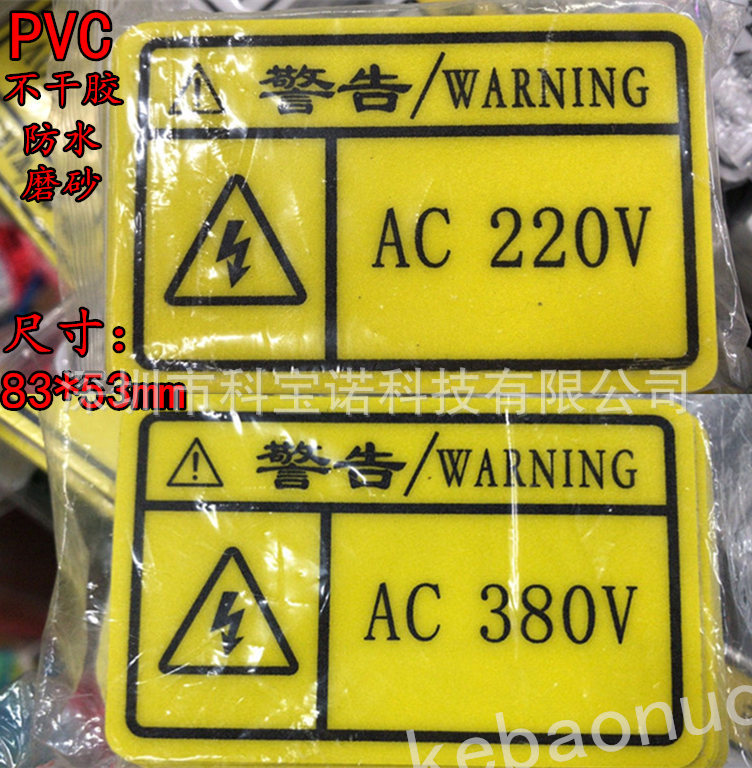 PVC
不干胶
防水
磨砂
警告/WARNING
AC 220V
尺寸：
83*53mm
圳市科宝诺科技有限公司
警告/WARNING
AC 380V
kebaonuo